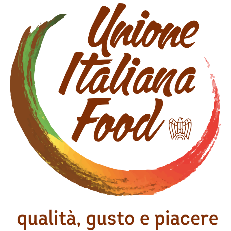 Unione
Italiana
Food
qualità, gusto e piacere